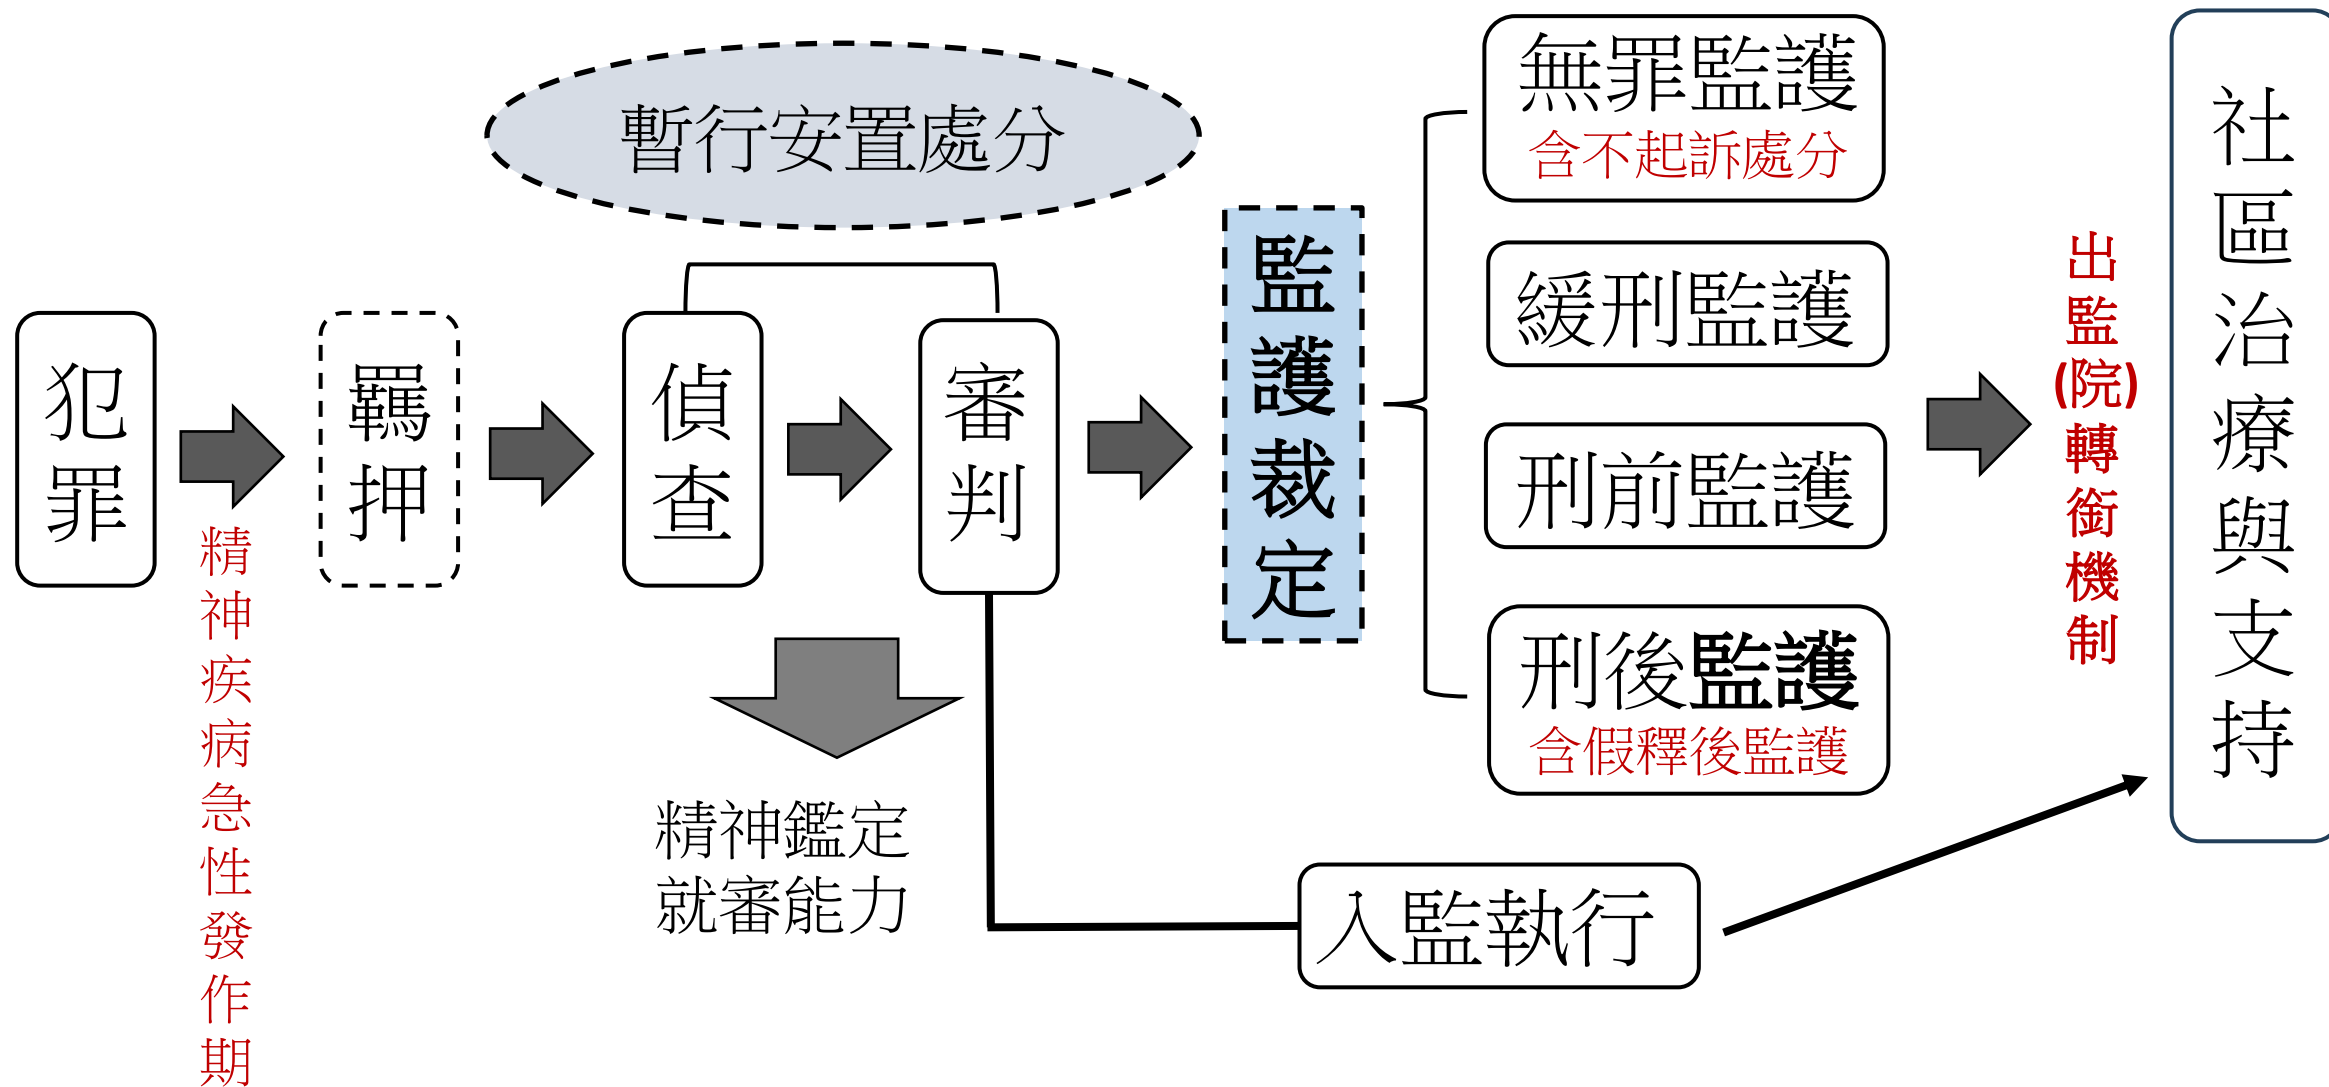 暫行安置處分
犯罪
精神疾病急性發作期
羈押
偵查
審判
精神鑑定
就審能力
監護裁定
無罪監護
含不起訴處分
緩刑監護
刑前監護
刑後監護
含假釋後監護
入監執行
出監(院)轉銜機制
社區治療與支持